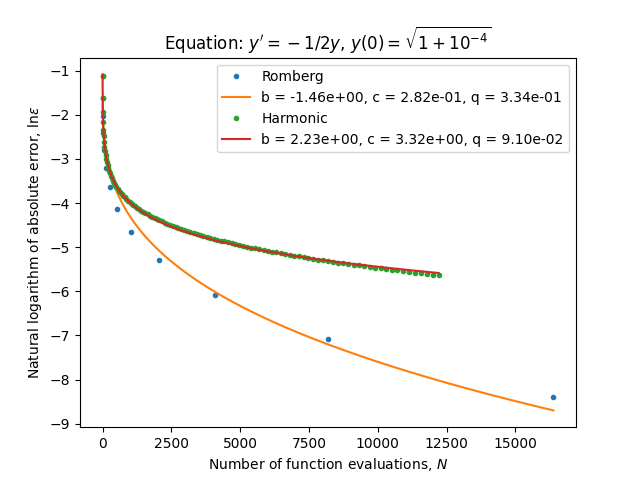 Equation: y′ = −1/2y, y(0) = √1 + 10⁻⁴
Natural logarithm of absolute error, lnε
−1
−2
−3
−4
−5
−6
−7
−8
−9
Romberg
b = -1.46e+00, c = 2.82e-01, q = 3.34e-01
Harmonic
b = 2.23e+00, c = 3.32e+00, q = 9.10e-02
0 2500 5000 7500 10000 12500 15000
Number of function evaluations, N